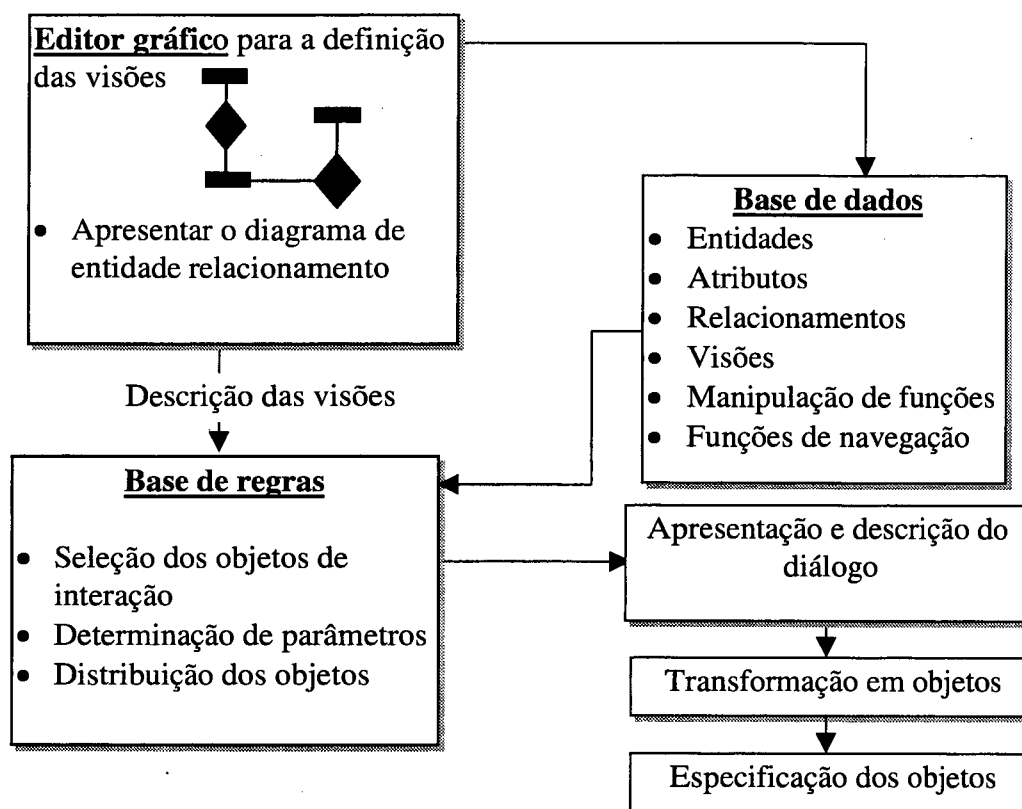 Editor gráfico para a definição
das visões
• Apresentar o diagrama de
entidade relacionamento
Base de dados
• Entidades
• Atributos
• Relacionamentos
• Visões
• Manipulação de funções
• Funções de navegação
Descrição das visões
Base de regras
• Seleção dos objetos de
interação
• Determinação de parâmetros
• Distribuição dos objetos
Apresentação e descrição do
diálogo
Transformação em objetos
Especificação dos objetos